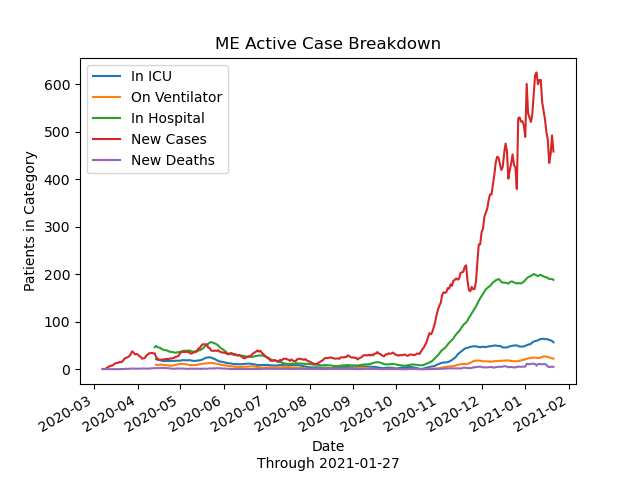 ME Active Case Breakdown
In ICU
On Ventilator
In Hospital
New Cases
New Deaths
Patients in Category
600
500
400
300
200
100
0
2020-03
2020-04
2020-05
2020-06
2020-07
2020-08
2020-09
2020-10
2020-11
2020-12
2021-01
2021-02
Date
Through 2021-01-27